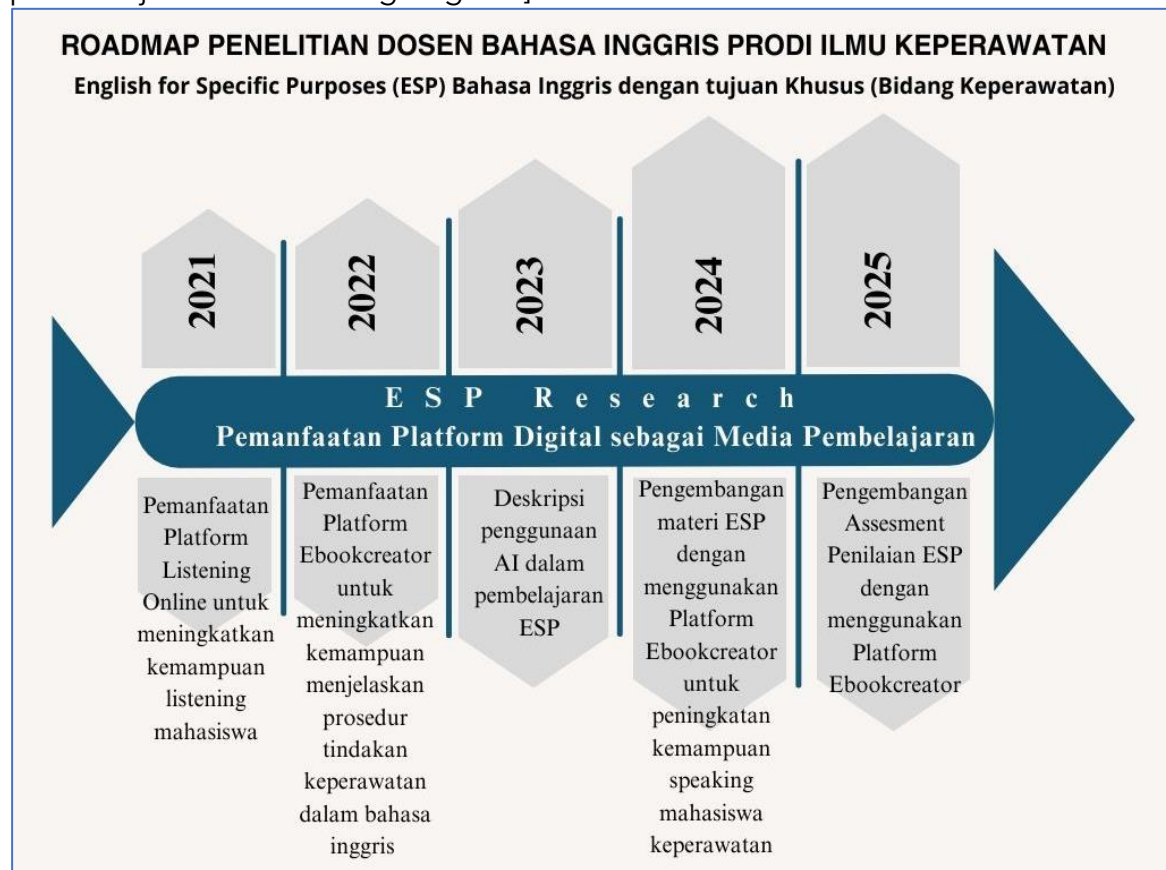 ROADMAP PENELITIAN DOSEN BAHASA INGGRIS PRODI ILMU KEPERAWATAN
English for Specific Purposes (ESP) Bahasa Inggris dengan tujuan Khusus (Bidang Keperawatan)
2021
2022
2023
2024
2025
ESP Research
Pemanfaatan Platform Digital sebagai Media Pembelajaran
Pemanfaatan
Platform
Listening
Online untuk
meningkatkan
kemampuan
listening
mahasiswa
Pemanfaatan
Platform
Ebookcreator
untuk
meningkatkan
kemampuan
menjelaskan
prosedur
tindakan
keperawatan
dalam bahasa
inggris
Deskripsi
penggunaan
AI dalam
pembelajaran
ESP
Pengembangan
materi ESP
dengan
menggunakan
Platform
Ebookcreator
untuk
peningkatan
kemampuan
speaking
mahasiswa
keperawatan
Pengembangan
Assesment
Penilaian ESP
dengan
menggunakan
Platform
Ebookcreator